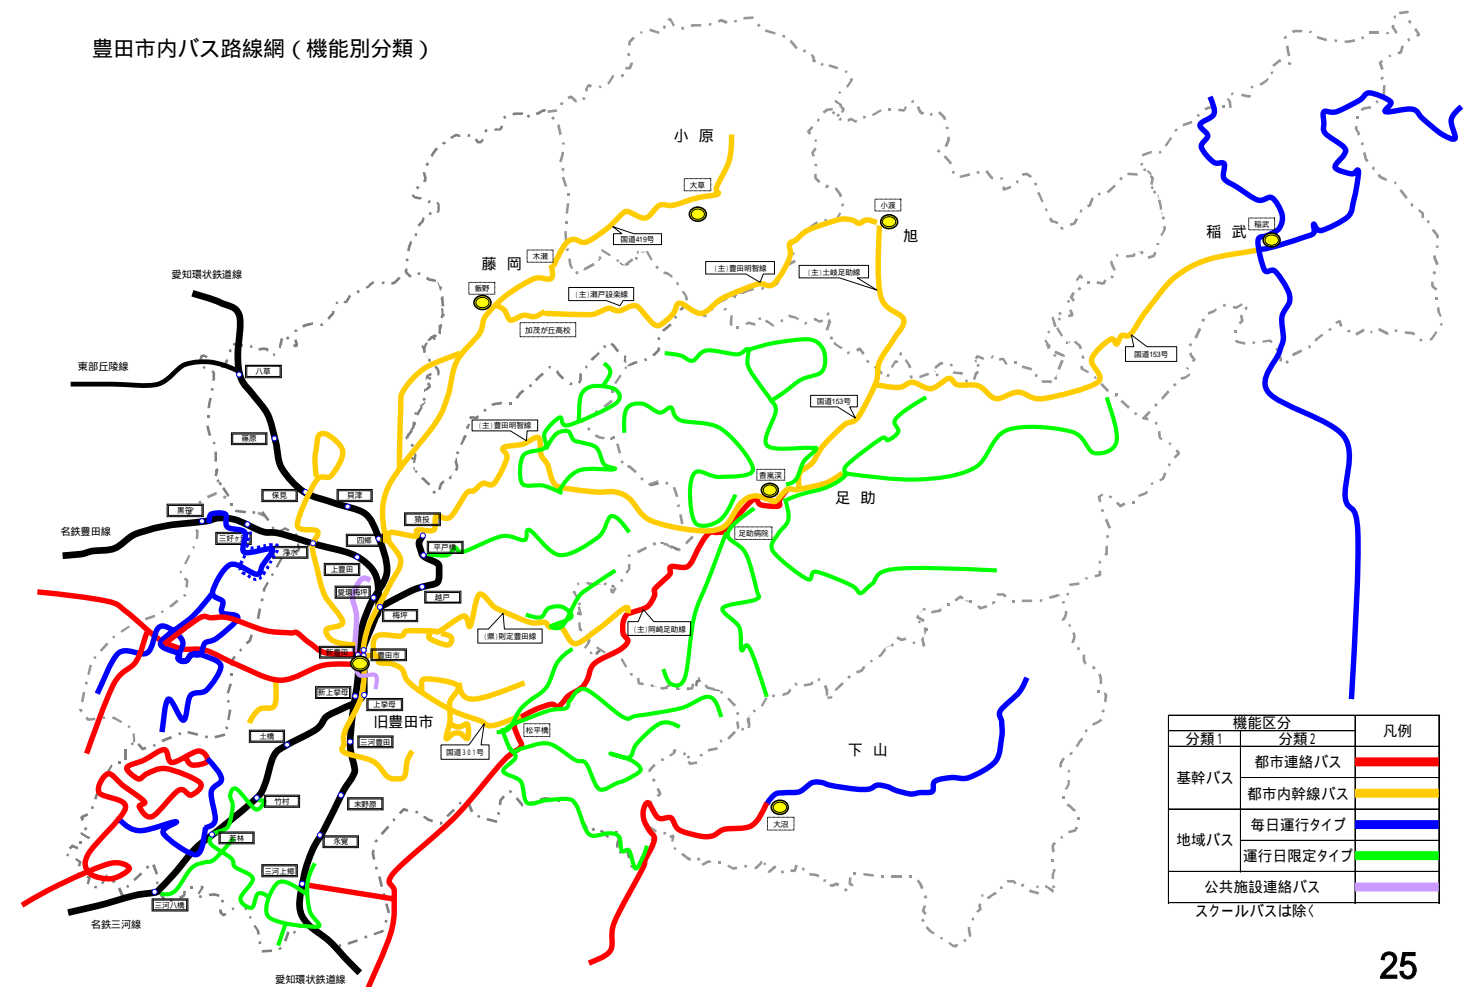 豊田市内バス路線網（機能別分類）
小 原
大草
小渡
旭
稲 武
稲武
国道419号
木瀬
藤 岡
飯野
(主)豊田明智線
(主)土岐足助線
(主)瀬戸設楽線
加茂が丘高校
愛知環状鉄道線
東部丘陵線
八草
国道153号
国道153号
(主)豊田明智線
篠原
保見
貝津
香嵐渓
足 助
黒笹
猿投
名鉄豊田線
三好ヶ丘
浄水
四郷
平戸橋
足助病院
上豊田
愛環梅坪
越戸
梅坪
(県)則定豊田線
(主)岡崎足助線
新豊田
豊田市
新上挙母
上挙母
旧豊田市
松平橋
土橋
三河豊田
国道301号
下 山
大沼
竹村
末野原
若林
永覚
三河上郷
三河八橋
名鉄三河線
愛知環状鉄道線
機能区分
凡例
分類1
分類2
基幹バス
都市連絡バス
都市内幹線バス
地域バス
毎日運行タイプ
運行日限定タイプ
公共施設連絡バス
スクールバスは除く
25